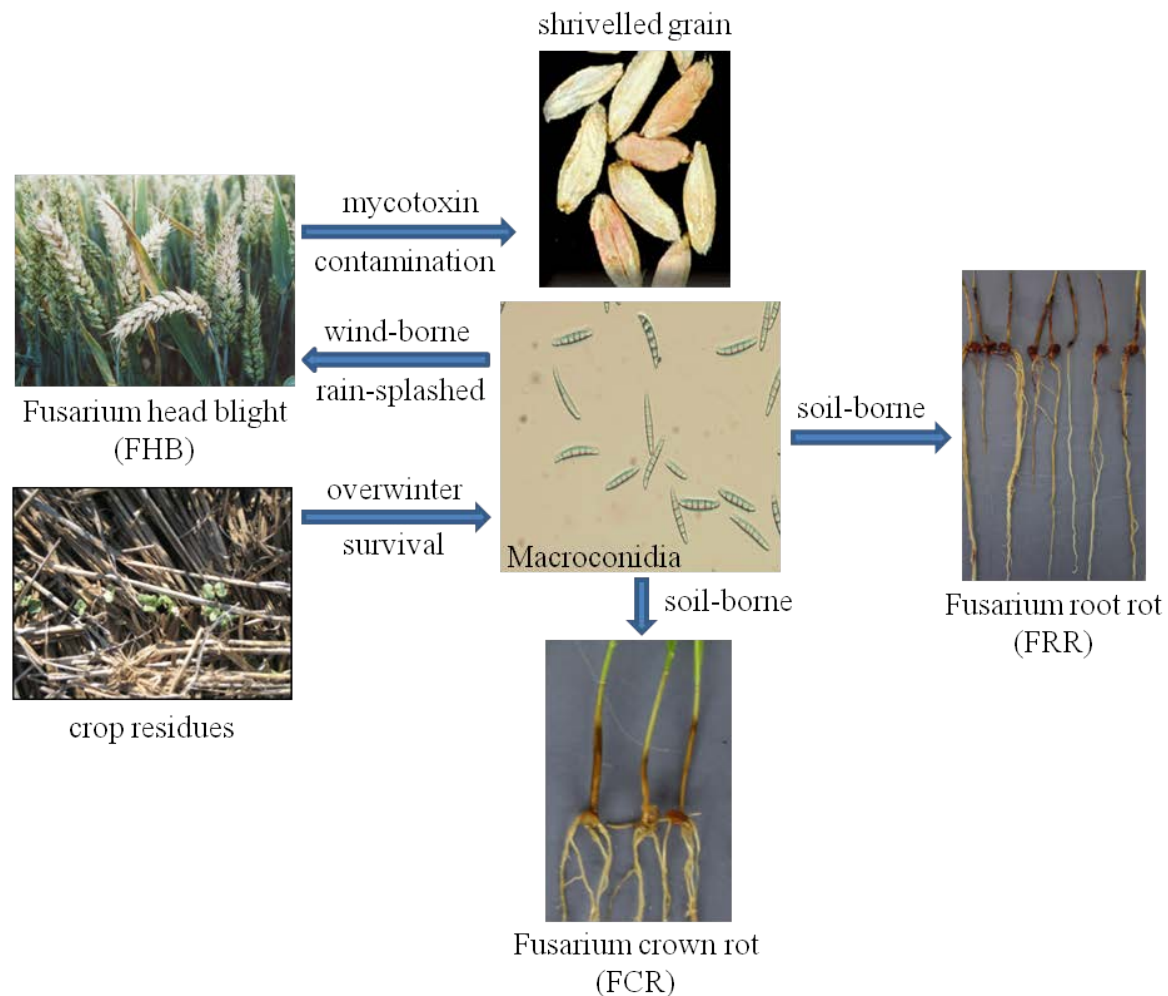 shrivelled grain
mycotoxin
contamination
wind-borne
rain-splashed
Fusarium head blight
(FHB)
soil-borne
overwinter
survival
Macroconidia
soil-borne
Fusarium root rot
(FRR)
crop residues
Fusarium crown rot
(FCR)